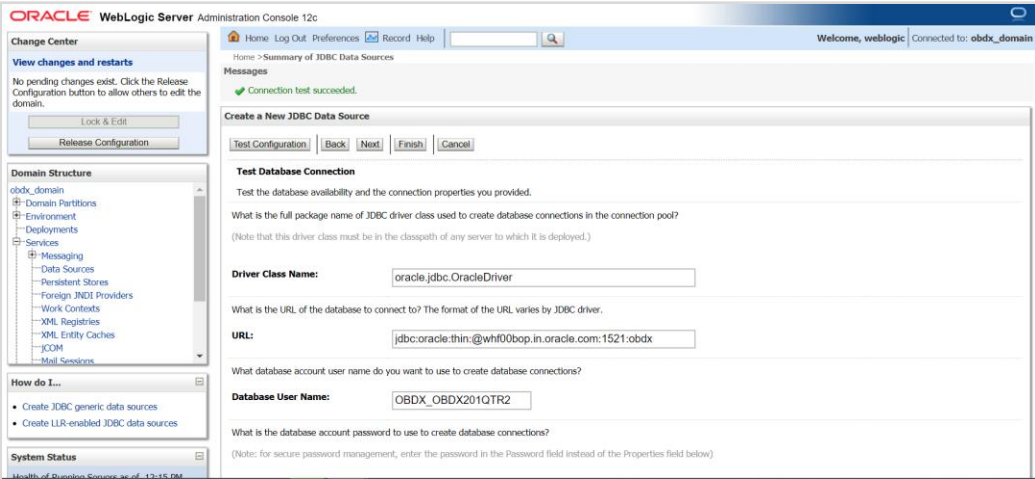 ORACLE WebLogic Server Administration Console 12c
Change Center
View changes and restarts
No pending changes exist. Click the Release
Configuration button to allow others to edit the
domain.
Lock & Edit
Release Configuration
Domain Structure
obdx_domain
Domain Partitions
Environment
Deployments
Services
Messaging
Data Sources
Persistent Stores
Foreign JNDI Providers
Work Contexts
XML Registries
XML Entity Caches
jCOM
Mail Sessions
How do I...
Create JDBC generic data sources
Create LLR-enabled JDBC data sources
System Status
Health of Running Servers as of 12:15 PM
Home Log Out Preferences Record Help
Welcome, weblogic Connected to: obdx_domain
Home >Summary of JDBC Data Sources
Messages
Connection test succeeded.
Create a New JDBC Data Source
Test Configuration Back Next Finish Cancel
Test Database Connection
Test the database availability and the connection properties you provided.
What is the full package name of JDBC driver class used to create database connections in the connection pool?
(Note that this driver class must be in the classpath of any server to which it is deployed.)
Driver Class Name: oracle.jdbc.OracleDriver
What is the URL of the database to connect to? The format of the URL varies by JDBC driver.
URL: jdbc:oracle:thin:@whf00bop.in.oracle.com:1521:obdx
What database account user name do you want to use to create database connections?
Database User Name: OBDX_OBDX201QTR2
What is the database account password to use to create database connections?
(Note: for secure password management, enter the password in the Password field instead of the Properties field below)